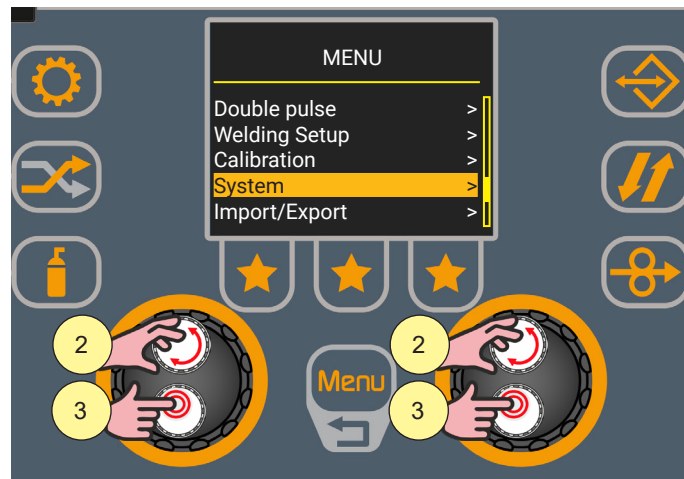 MENU
Double pulse >
Welding Setup >
Calibration >
System >
Import/Export >
2
2
3
3
Menu